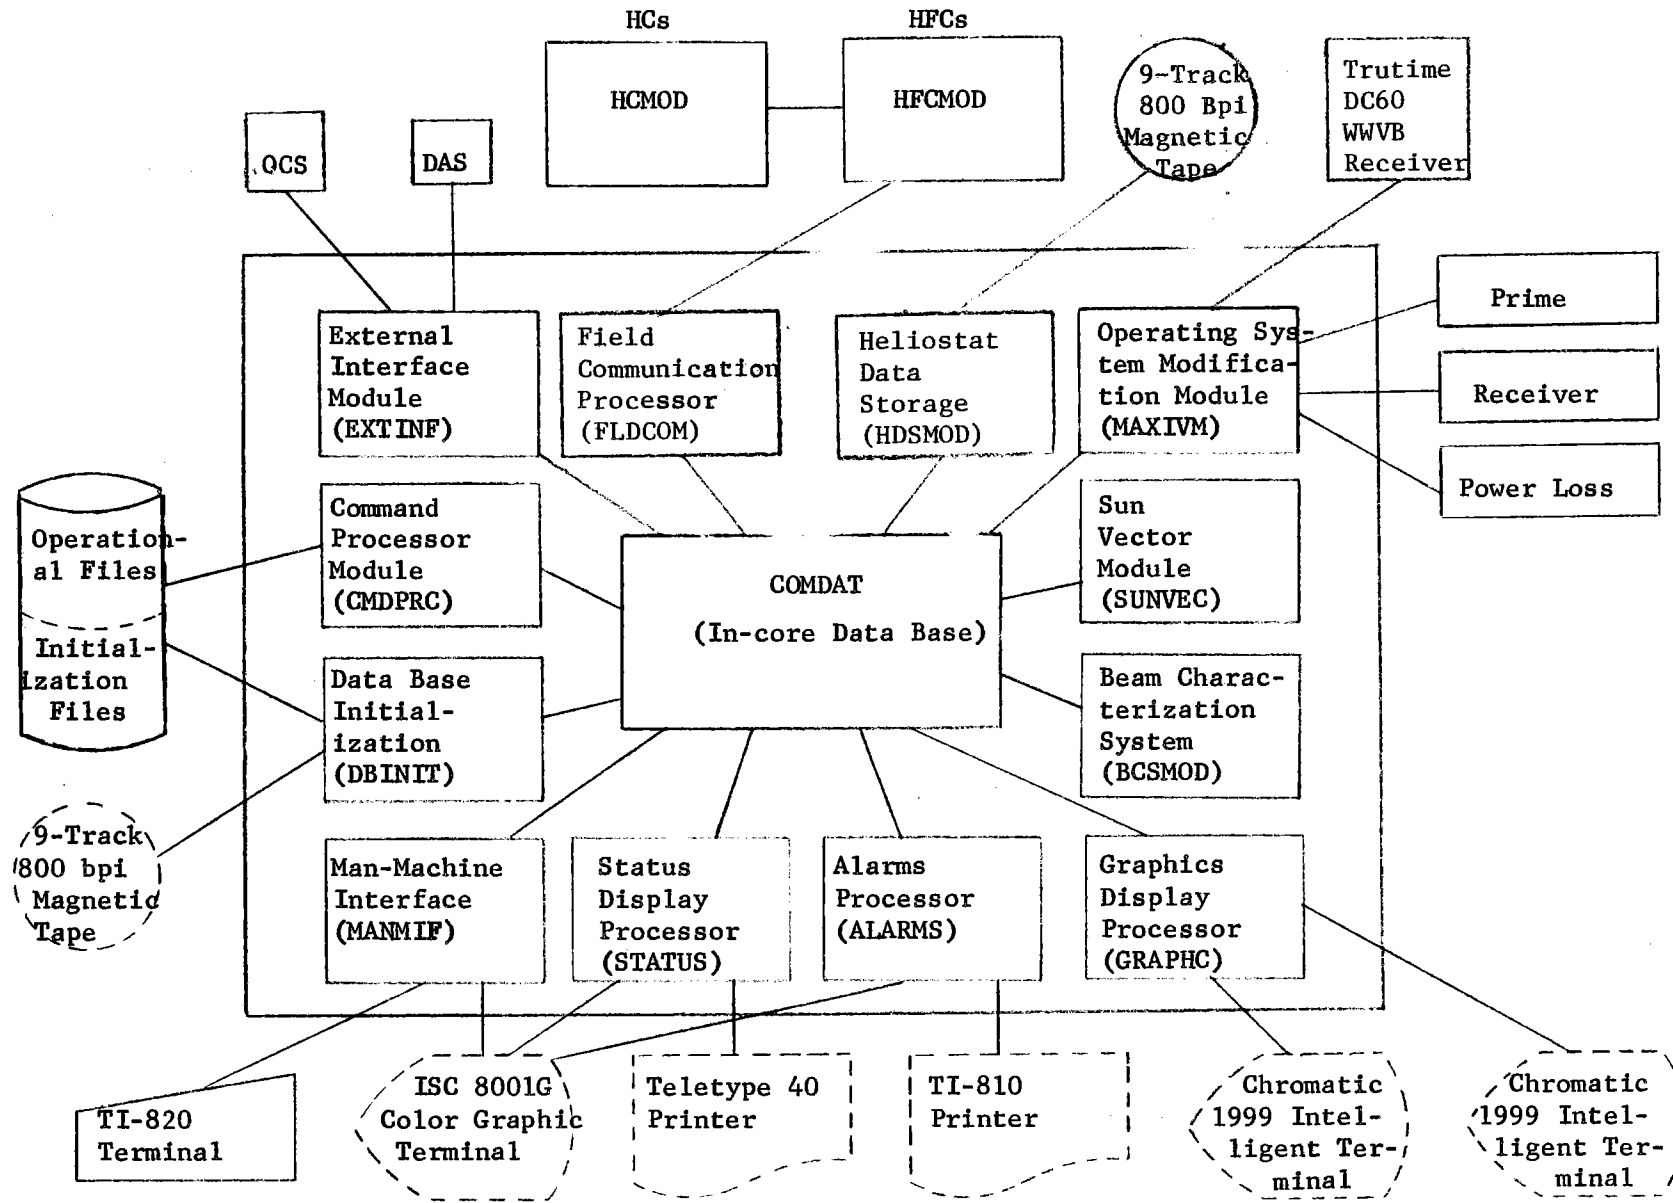 HCs
HFCs
HCMOD
HFCMOD
9-Track
800 Bpi
Magnetic
Tape
Trutime
DC60
WWVB
Receiver
OCS
DAS
External
Interface
Module
(EXTINF)
Field
Communication
Processor
(FLDCOM)
Heliostat
Data
Storage
(HDSMOD)
Operating Sys-
tem Modifica-
tion Module
(MAXIVM)
Prime
Receiver
Power Loss
Operation-
al Files
Initial-
ization
Files
Command
Processor
Module
(CMDPRC)
COMDAT
(In-core Data Base)
Sun
Vector
Module
(SUNVEC)
Data Base
Initial-
ization
(DBINIT)
Beam Charac-
terization
System
(BCSMOD)
9-Track
800 bpi
Magnetic
Tape
Man-Machine
Interface
(MANMIF)
Status
Display
Processor
(STATUS)
Alarms
Processor
(ALARMS)
Graphics
Display
Processor
(GRAPHC)
TI-820
Terminal
ISC 8001G
Color Graphic
Terminal
Teletype 40
Printer
TI-810
Printer
Chromatic
1999 Intel-
ligent Ter-
minal
Chromatic
1999 Intel-
ligent Ter-
minal